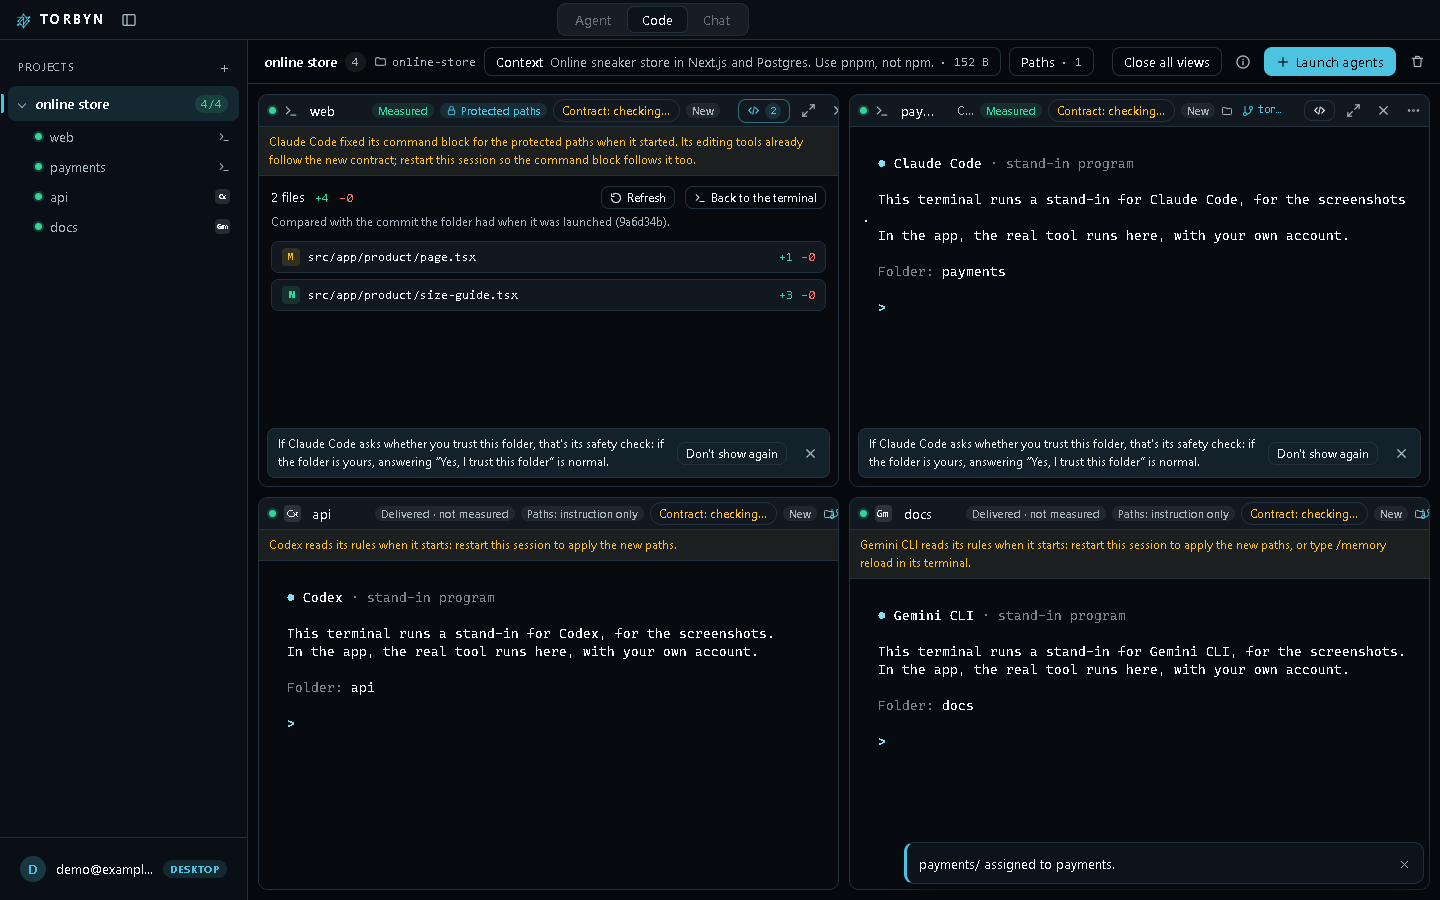 TORBYN
Agent
Code
Chat
PROJECTS
+
online store
4/4
web
payments
api
Cx
docs
Gm
D
demo@exampl...
DESKTOP
online store
4
online-store
Context Online sneaker store in Next.js and Postgres. Use pnpm, not npm. · 152 B
Paths · 1
Close all views
+ Launch agents
web
Measured
Protected paths
Contract: checking...
New
</> 2
Claude Code fixed its command block for the protected paths when it started. Its editing tools already
follow the new contract; restart this session so the command block follows it too.
2 files +4 −0
Refresh
Back to the terminal
Compared with the commit the folder had when it was launched (9a6d34b).
M src/app/product/page.tsx +1 −0
N src/app/product/size-guide.tsx +3 −0
If Claude Code asks whether you trust this folder, that's its safety check: if
the folder is yours, answering “Yes, I trust this folder” is normal.
Don't show again
pay...
C...
Measured
Contract: checking...
New
tor...
</>
Claude Code · stand-in program
This terminal runs a stand-in for Claude Code, for the screenshots
.
In the app, the real tool runs here, with your own account.
Folder: payments
>
If Claude Code asks whether you trust this folder, that's its safety check: if
the folder is yours, answering “Yes, I trust this folder” is normal.
Don't show again
Cx
api
Delivered · not measured
Paths: instruction only
Contract: checking...
New
Codex reads its rules when it starts: restart this session to apply the new paths.
Codex · stand-in program
This terminal runs a stand-in for Codex, for the screenshots.
In the app, the real tool runs here, with your own account.
Folder: api
>
Gm
docs
Delivered · not measured
Paths: instruction only
Contract: checking...
New
Gemini CLI reads its rules when it starts: restart this session to apply the new paths, or type /memory
reload in its terminal.
Gemini CLI · stand-in program
This terminal runs a stand-in for Gemini CLI, for the screenshots.
In the app, the real tool runs here, with your own account.
Folder: docs
>
payments/ assigned to payments.